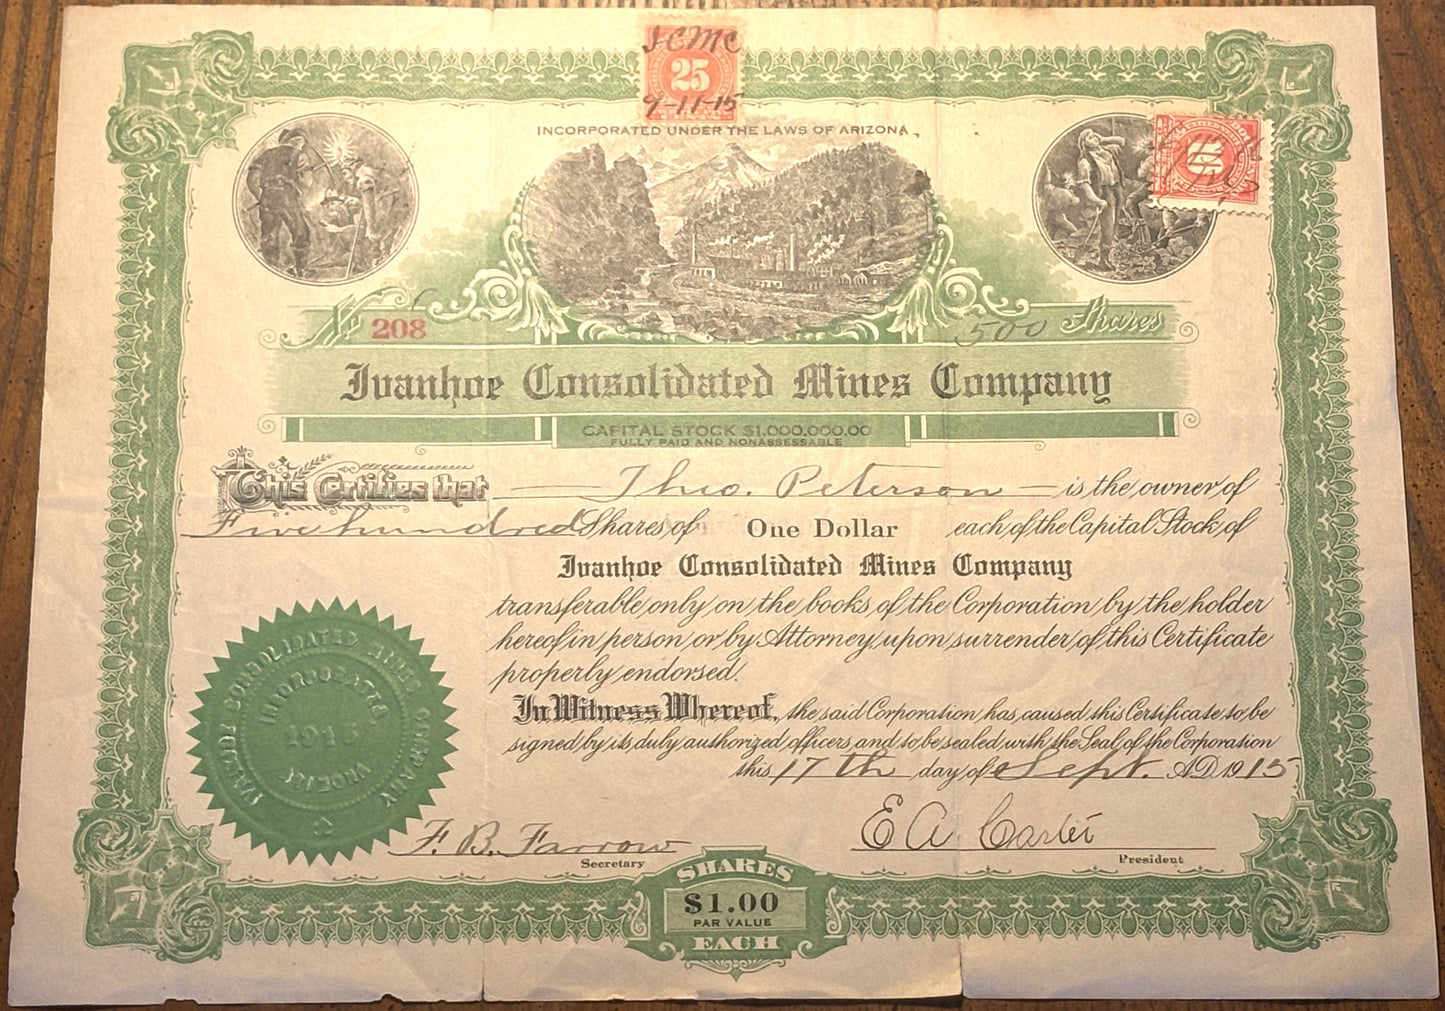 I C M C
25
9-11-15
INCORPORATED UNDER THE LAWS OF ARIZONA.
10
No 208
500 Shares
Ivanhoe Consolidated Mines Company
CAPITAL STOCK $1,000,000.00
FULLY PAID AND NONASSESSABLE
This Certifies that Theo. Peterson is the owner of
Five hundred Shares of One Dollar each of the Capital Stock of
Ivanhoe Consolidated Mines Company
transferable only on the books of the Corporation by the holder
hereof in person or by Attorney upon surrender of this Certificate
properly endorsed.
In Witness Whereof, the said Corporation has caused this Certificate to be
signed by its duly authorized officers and to be sealed with the Seal of the Corporation
this 17th day of Sept. A.D. 1915
CONSOLIDATED MINES COMPANY
INCORPORATED
F. B. Farrow
Secretary
E A Carter
President
SHARES
$1.00
PAR VALUE
EACH